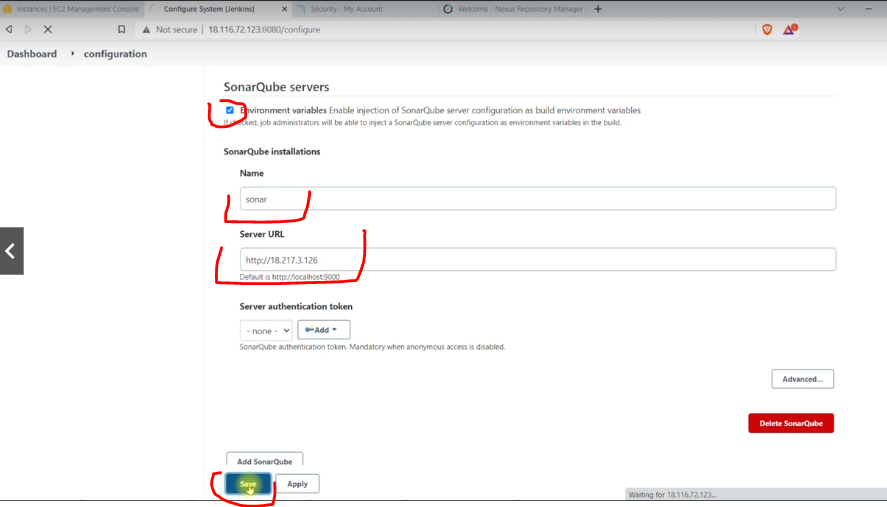 Instances | EC2 Management Console
Configure System [Jenkins]
Security - My Account
Welcome - Nexus Repository Manager
Not secure | 18.116.72.123:8080/configure
Dashboard
configuration
SonarQube servers
Environment variables Enable injection of SonarQube server configuration as build environment variables
If checked, job administrators will be able to inject a SonarQube server configuration as environment variables in the build.
SonarQube installations
Name
sonar
Server URL
http://18.217.3.126
Default is http://localhost:9000
Server authentication token
- none -
Add
SonarQube authentication token. Mandatory when anonymous access is disabled.
Advanced...
Delete SonarQube
Add SonarQube
Save
Apply
Waiting for 18.116.72.123...